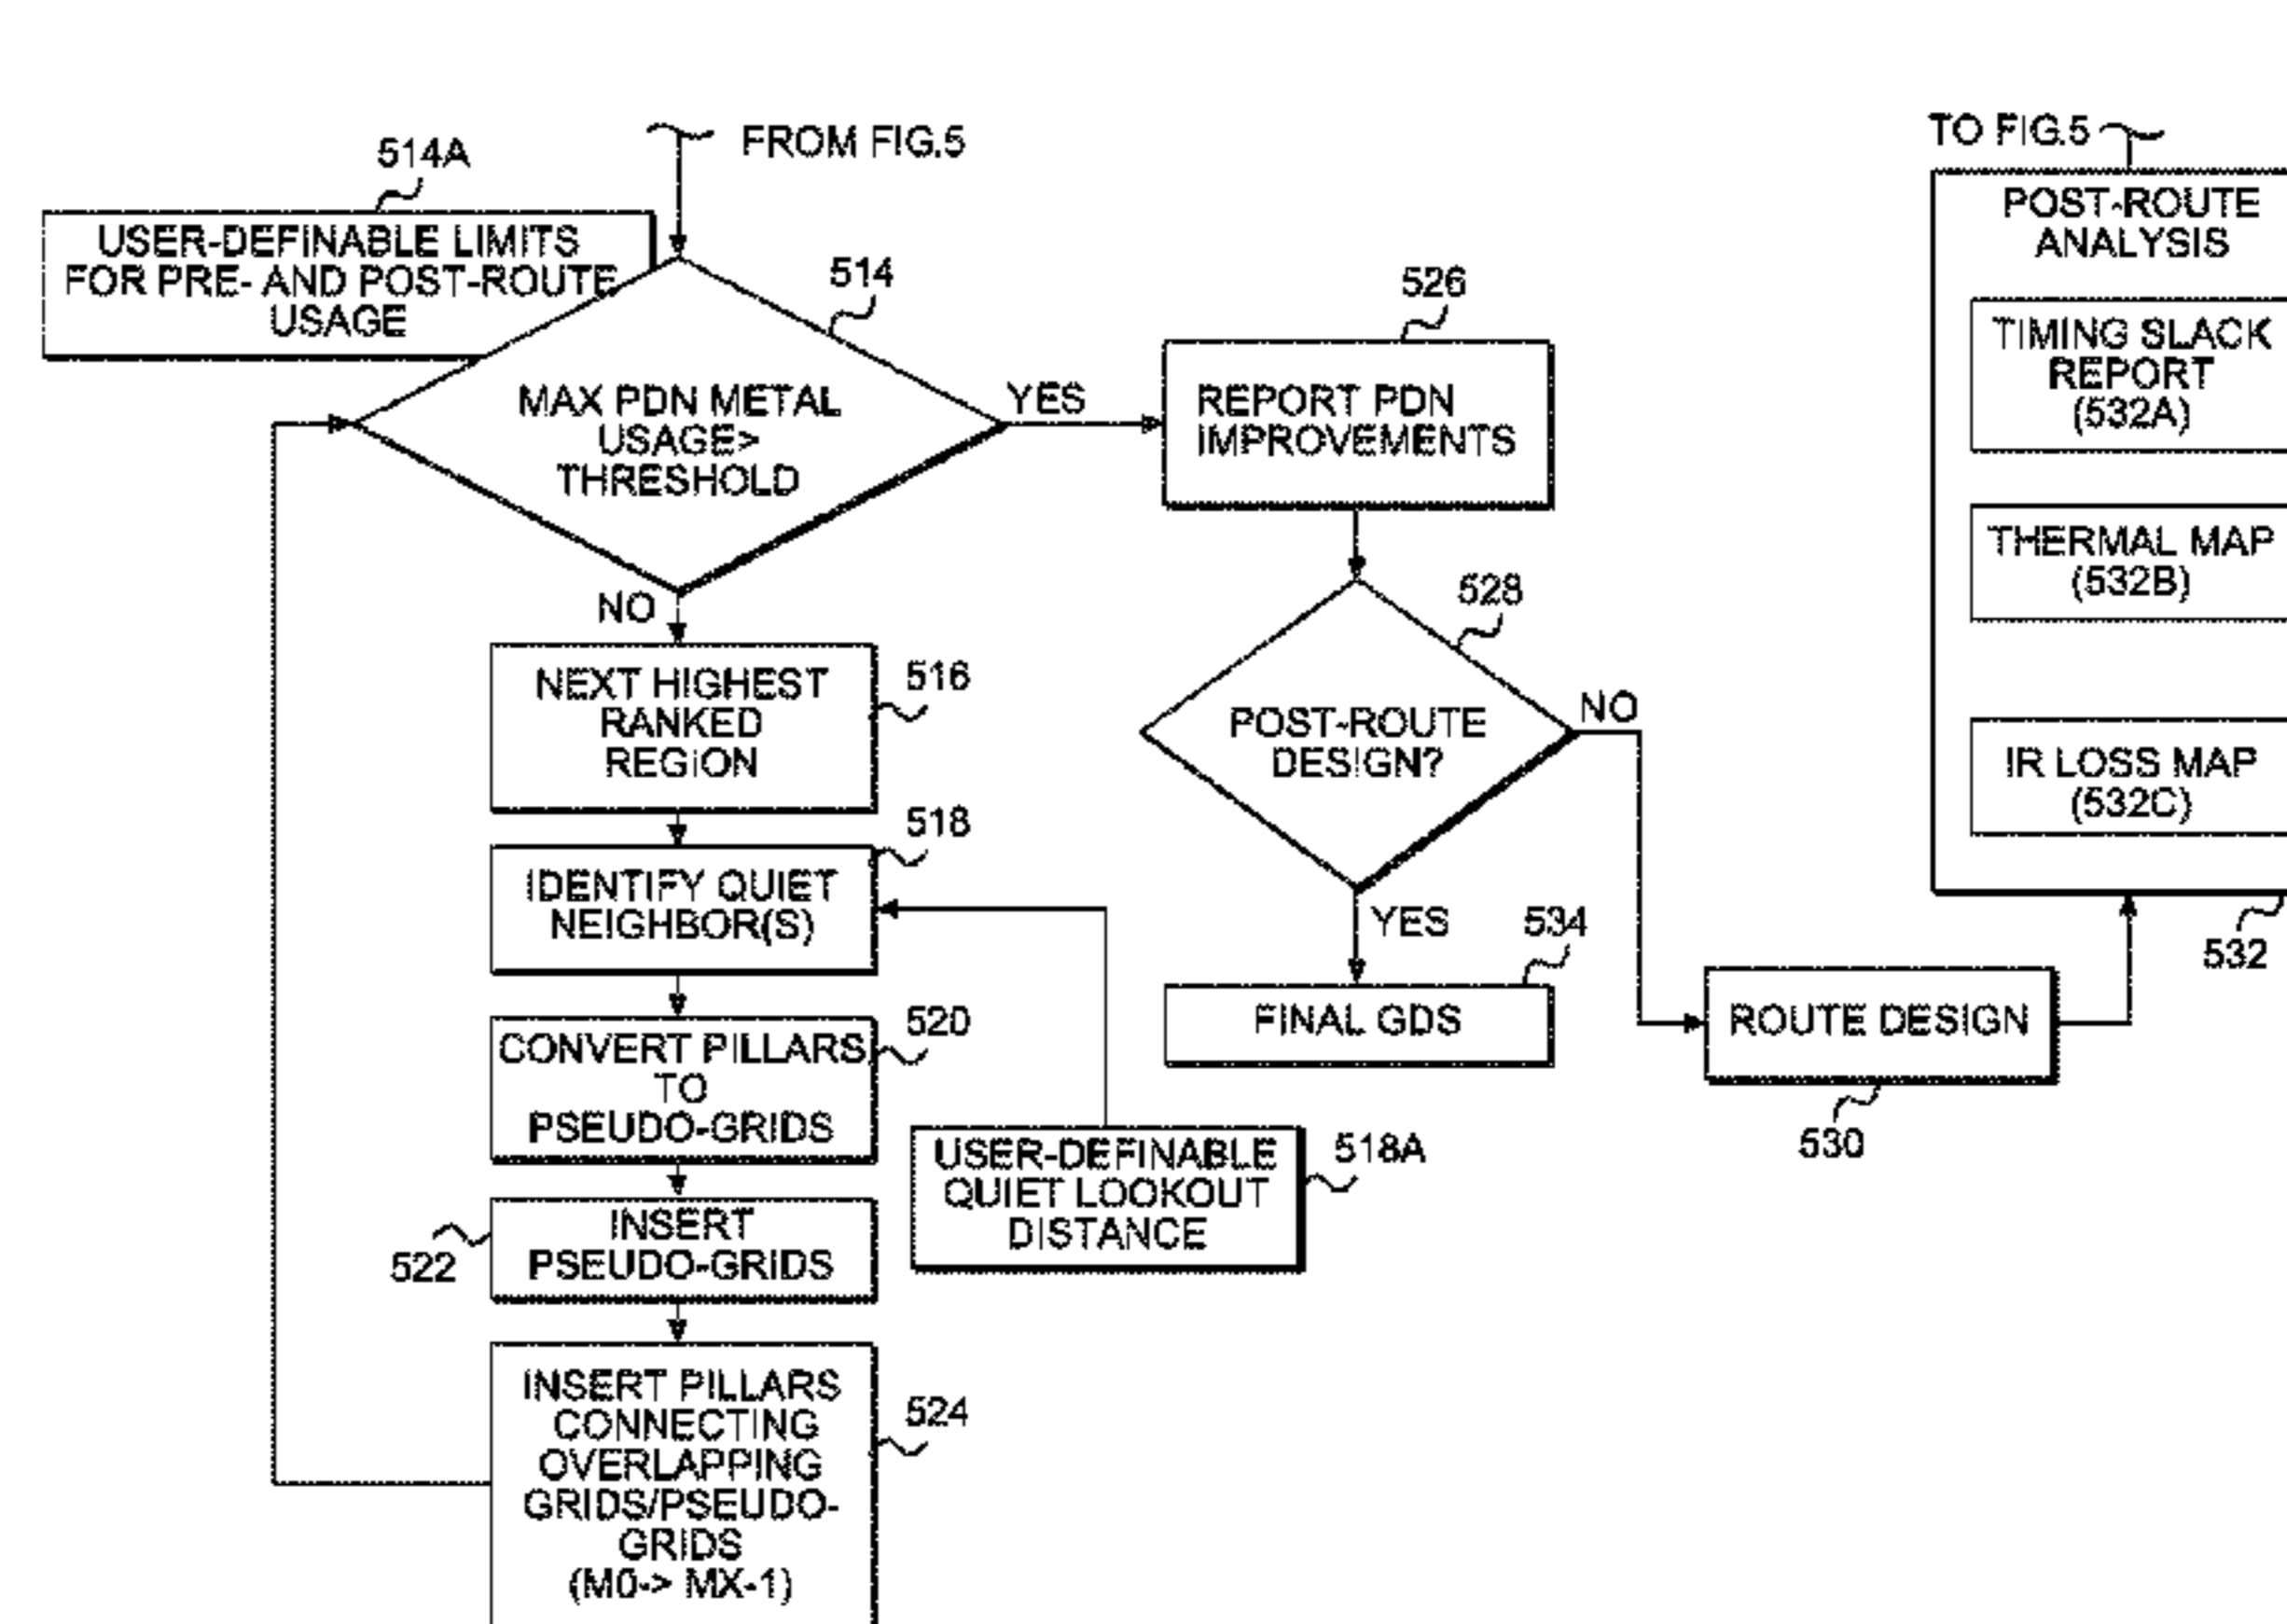 FROM FIG.5
TO FIG.5
514A
USER-DEFINABLE LIMITS
FOR PRE- AND POST-ROUTE
USAGE
514
MAX PDN METAL
USAGE>
THRESHOLD
YES
NO
526
REPORT PDN
IMPROVEMENTS
528
POST-ROUTE
DESIGN?
NO
YES
516
NEXT HIGHEST
RANKED
REGION
518
IDENTIFY QUIET
NEIGHBOR(S)
520
CONVERT PILLARS
TO
PSEUDO-GRIDS
522
INSERT
PSEUDO-GRIDS
524
INSERT PILLARS
CONNECTING
OVERLAPPING
GRIDS/PSEUDO-
GRIDS
(M0-> MX-1)
518A
USER-DEFINABLE
QUIET LOOKOUT
DISTANCE
534
FINAL GDS
ROUTE DESIGN
530
POST-ROUTE
ANALYSIS
TIMING SLACK
REPORT
(532A)
THERMAL MAP
(532B)
IR LOSS MAP
(532C)
532